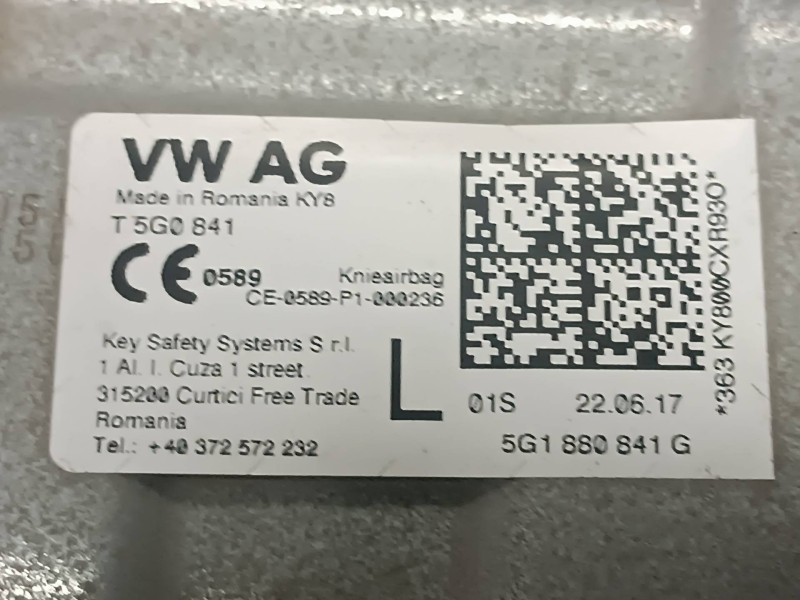 VW AG
Made in Romania KY8
T 5G0 841
CE 0589 Knieairbag
CE-0589-P1-000236
Key Safety Systems S r.l.
1 Al. I. Cuza 1 street
315200 Curtici Free Trade
Romania
Tel.: +40 372 572 232
L
01S 22.06.17
5G1 880 841 G
*363 KY800CXR93O*